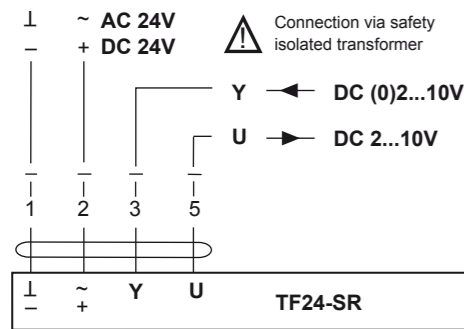 ⊥ ~ AC 24V
– + DC 24V
Connection via safety
isolated transformer
Y DC (0)2...10V
U DC 2...10V
1 2 3 5
⊥ ~ Y U TF24-SR
– +